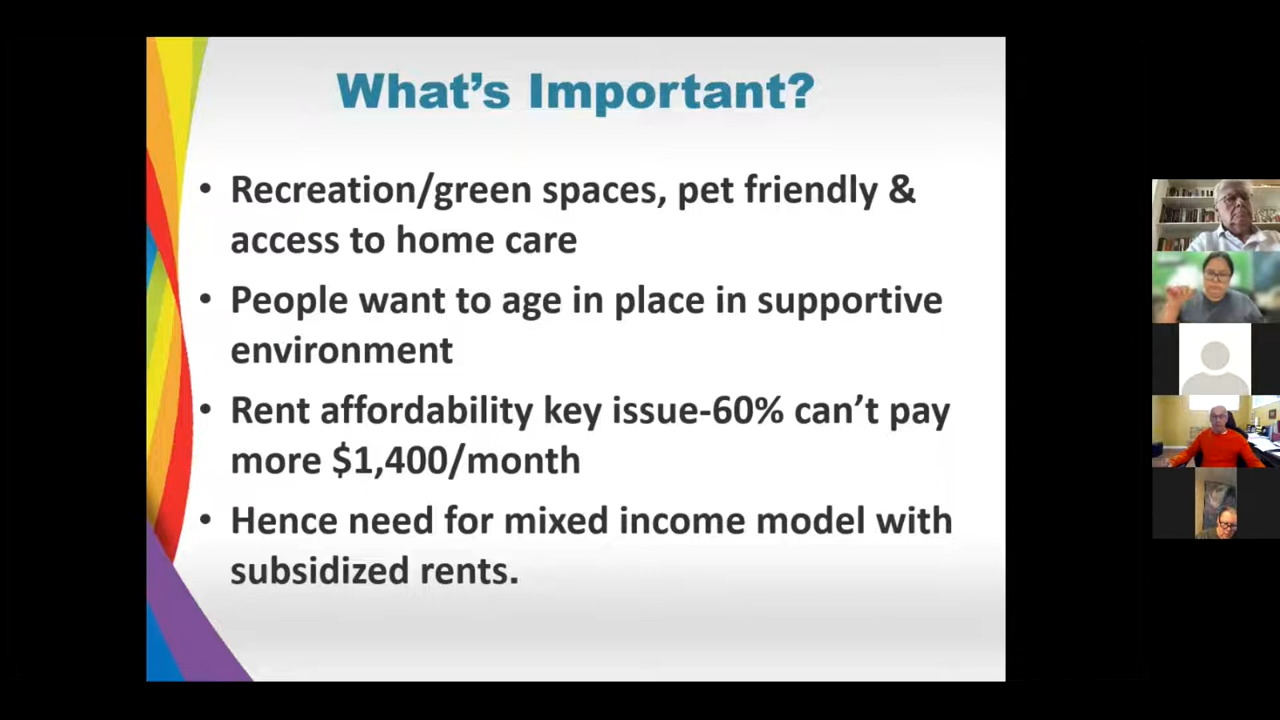 What's Important?
• Recreation/green spaces, pet friendly &
access to home care
• People want to age in place in supportive
environment
• Rent affordability key issue-60% can't pay
more $1,400/month
• Hence need for mixed income model with
subsidized rents.